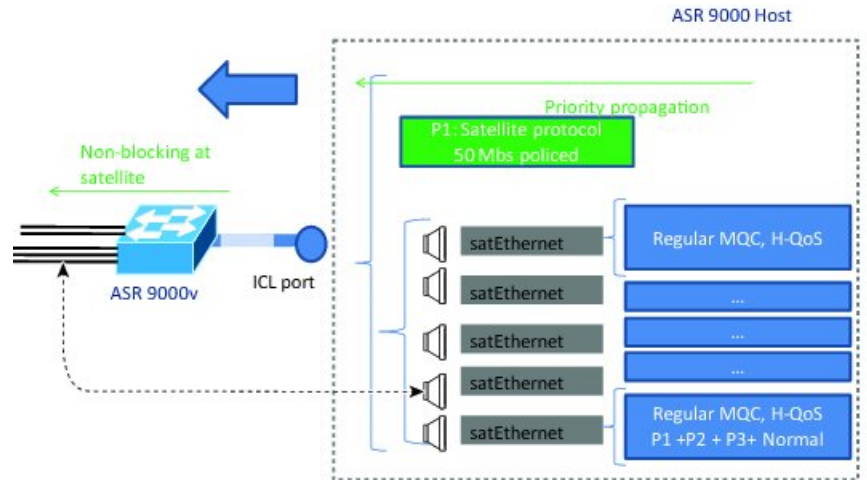 ASR 9000 Host
Priority propagation
P1: Satellite protocol
50 Mbs policed
Non-blocking at
satellite
ASR 9000v
ICL port
satEthernet
Regular MQC, H-QoS
satEthernet
...
satEthernet
...
satEthernet
...
satEthernet
Regular MQC, H-QoS
P1 +P2 + P3+ Normal